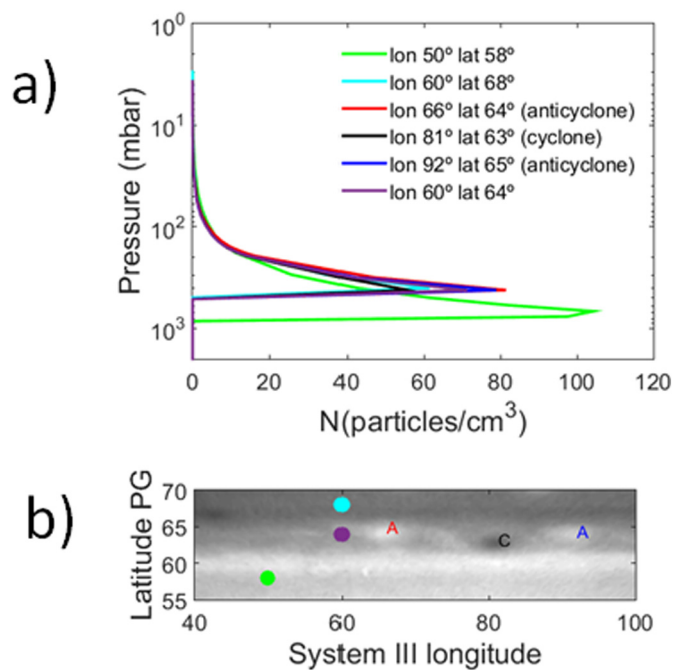 a)
10⁰
10¹
10²
10³
Pressure (mbar)
lon 50º lat 58º
lon 60º lat 68º
lon 66º lat 64º (anticyclone)
lon 81º lat 63º (cyclone)
lon 92º lat 65º (anticyclone)
lon 60º lat 64º
0 20 40 60 80 100 120
N(particles/cm³)
b)
Latitude PG
70
65
60
55
A C A
40 60 80 100
System III longitude